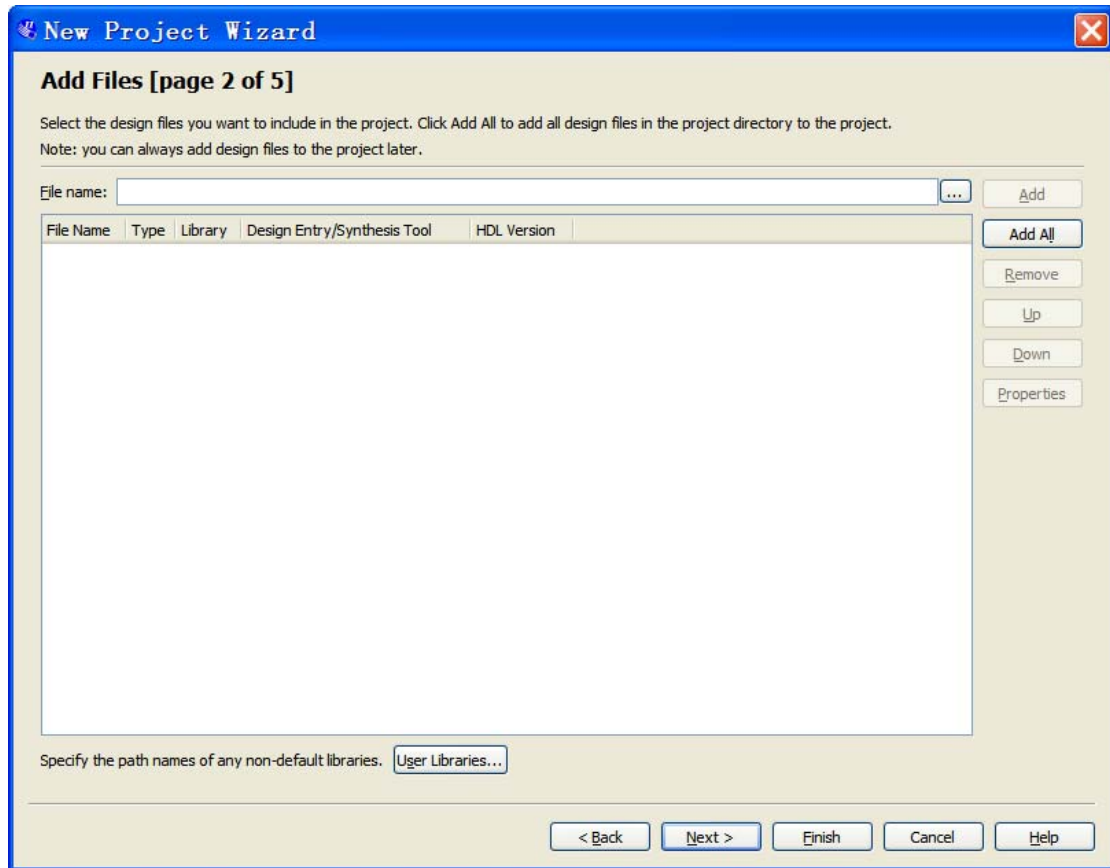 New Project Wizard
Add Files [page 2 of 5]
Select the design files you want to include in the project. Click Add All to add all design files in the project directory to the project.
Note: you can always add design files to the project later.
File name: ... Add
File Name Type Library Design Entry/Synthesis Tool HDL Version Add All
Remove
Up
Down
Properties
Specify the path names of any non-default libraries. User Libraries...
< Back Next > Finish Cancel Help